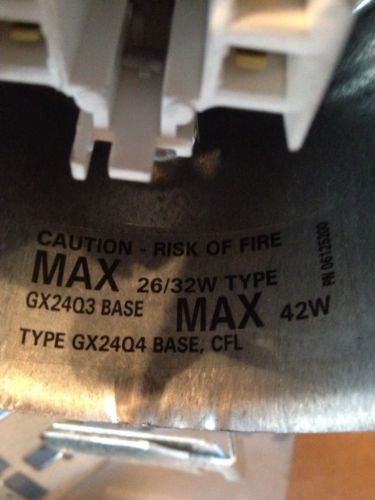 CAUTION - RISK OF FIRE
MAX 26/32W TYPE
GX24Q3 BASE MAX 42W
TYPE GX24Q4 BASE, CFL
PN 06125200